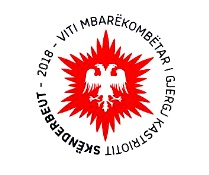 2018 - VITI MBARËKOMBËTAR I GJERGJ KASTRIOTIT SKËNDERBEUT -